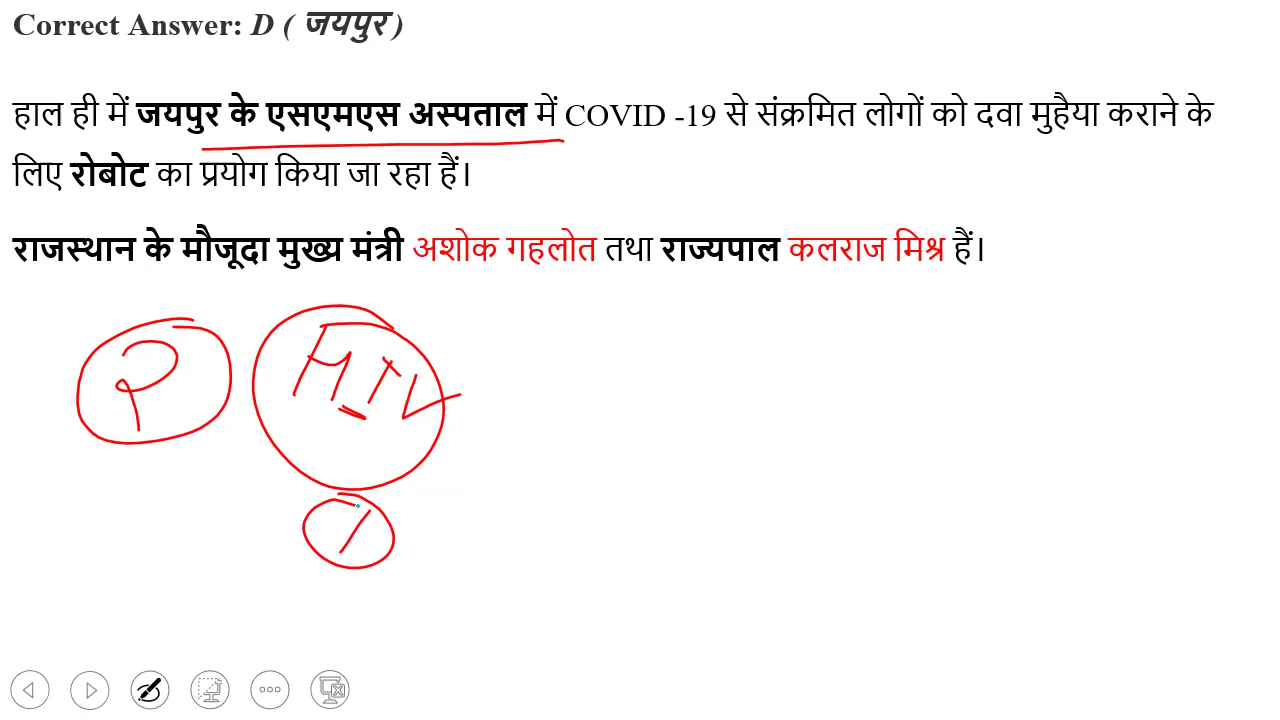 Correct Answer: D ( जयपुर )
हाल ही में जयपुर के एसएमएस अस्पताल में COVID -19 से संक्रमित लोगों को दवा मुहैया कराने के
लिए रोबोट का प्रयोग किया जा रहा हैं।
राजस्थान के मौजूदा मुख्य मंत्री अशोक गहलोत तथा राज्यपाल कलराज मिश्र हैं।
HIV